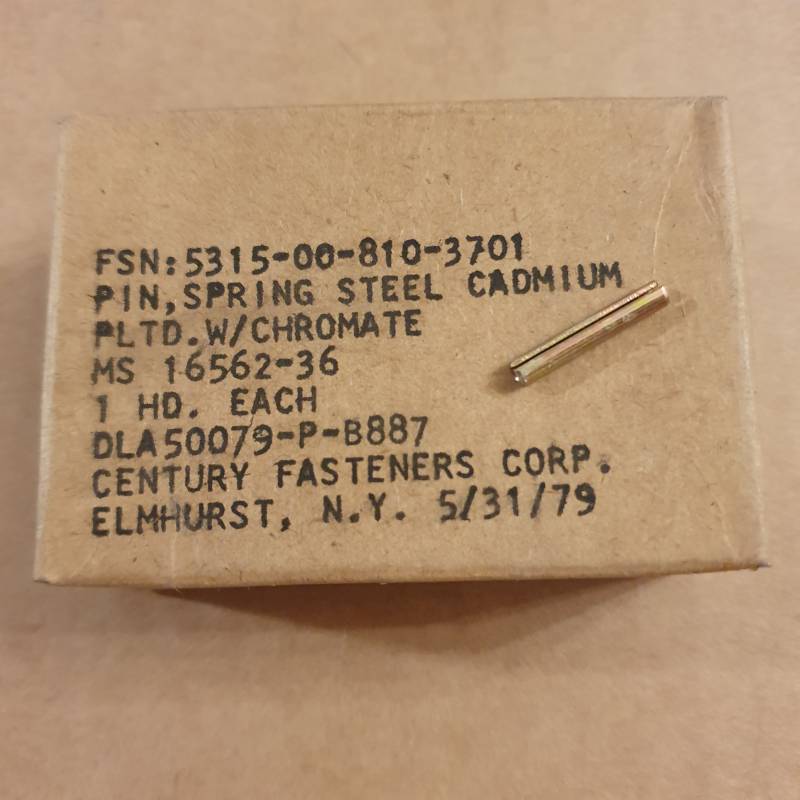 FSN:5315-00-810-3701
PIN,SPRING STEEL CADMIUM
PLTD.W/CHROMATE
MS 16562-36
1 HD. EACH
DLA50079-P-B887
CENTURY FASTENERS CORP.
ELMHURST, N.Y. 5/31/79